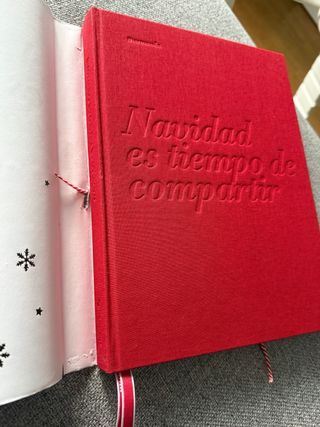 Navidad
es tiempo de
compartir